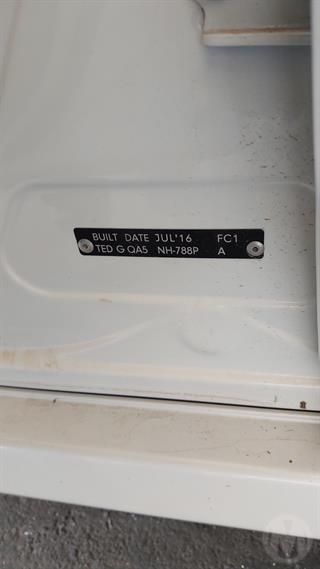 BUILT DATE JUL'16 FC1
TED G QA5 NH-788P A